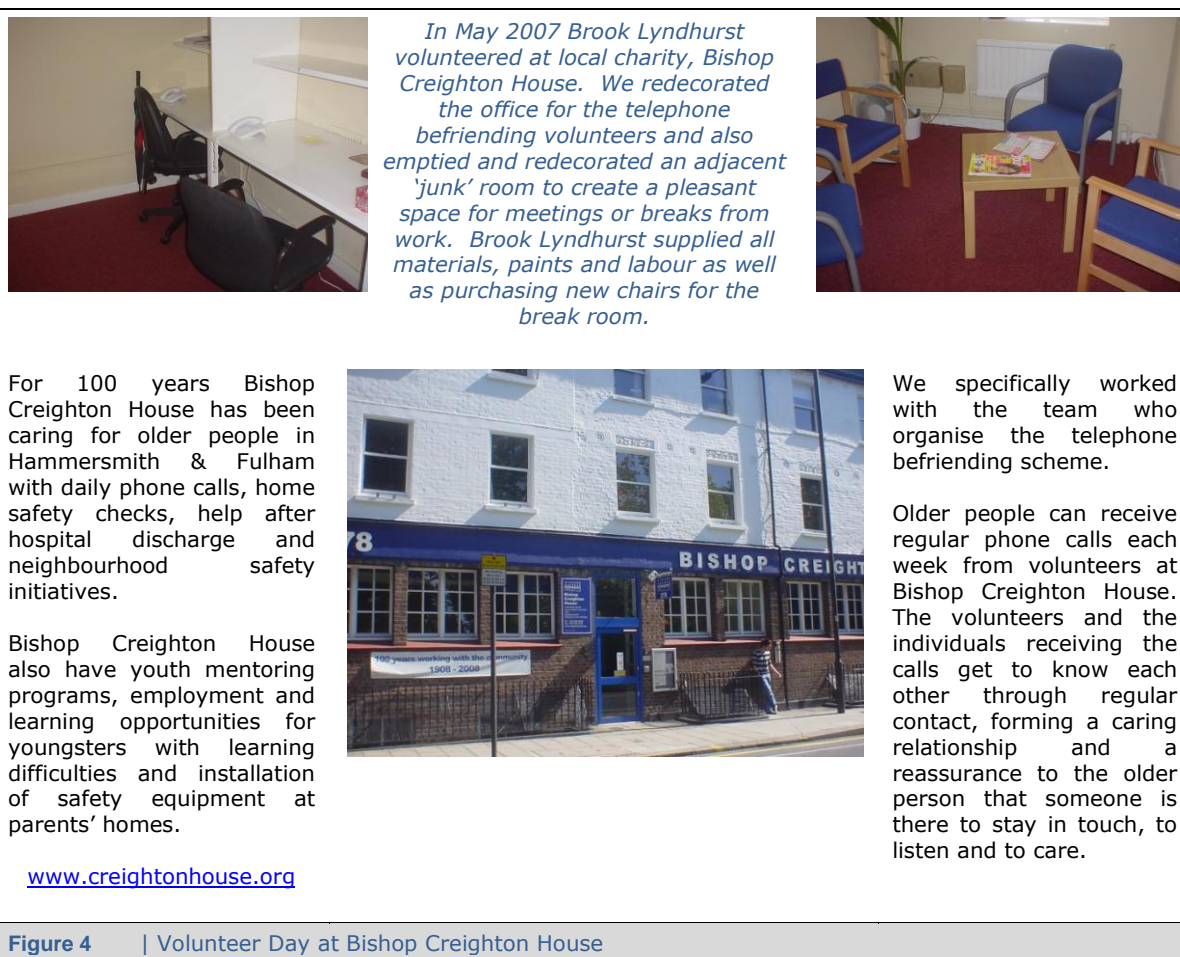 In May 2007 Brook Lyndhurst
volunteered at local charity, Bishop
Creighton House.  We redecorated
the office for the telephone
befriending volunteers and also
emptied and redecorated an adjacent
‘junk’ room to create a pleasant
space for meetings or breaks from
work.  Brook Lyndhurst supplied all
materials, paints and labour as well
as purchasing new chairs for the
break room.
For 100 years Bishop
Creighton House has been
caring for older people in
Hammersmith & Fulham
with daily phone calls, home
safety checks, help after
hospital discharge and
neighbourhood safety
initiatives.
Bishop Creighton House
also have youth mentoring
programs, employment and
learning opportunities for
youngsters with learning
difficulties and installation
of safety equipment at
parents’ homes.
www.creightonhouse.org
78
BISHOP CREIGHT
Bishop
Creighton
House
100 years working with the community
1908 - 2008
We specifically worked
with the team who
organise the telephone
befriending scheme.
Older people can receive
regular phone calls each
week from volunteers at
Bishop Creighton House.
The volunteers and the
individuals receiving the
calls get to know each
other through regular
contact, forming a caring
relationship and a
reassurance to the older
person that someone is
there to stay in touch, to
listen and to care.
Figure 4 | Volunteer Day at Bishop Creighton House